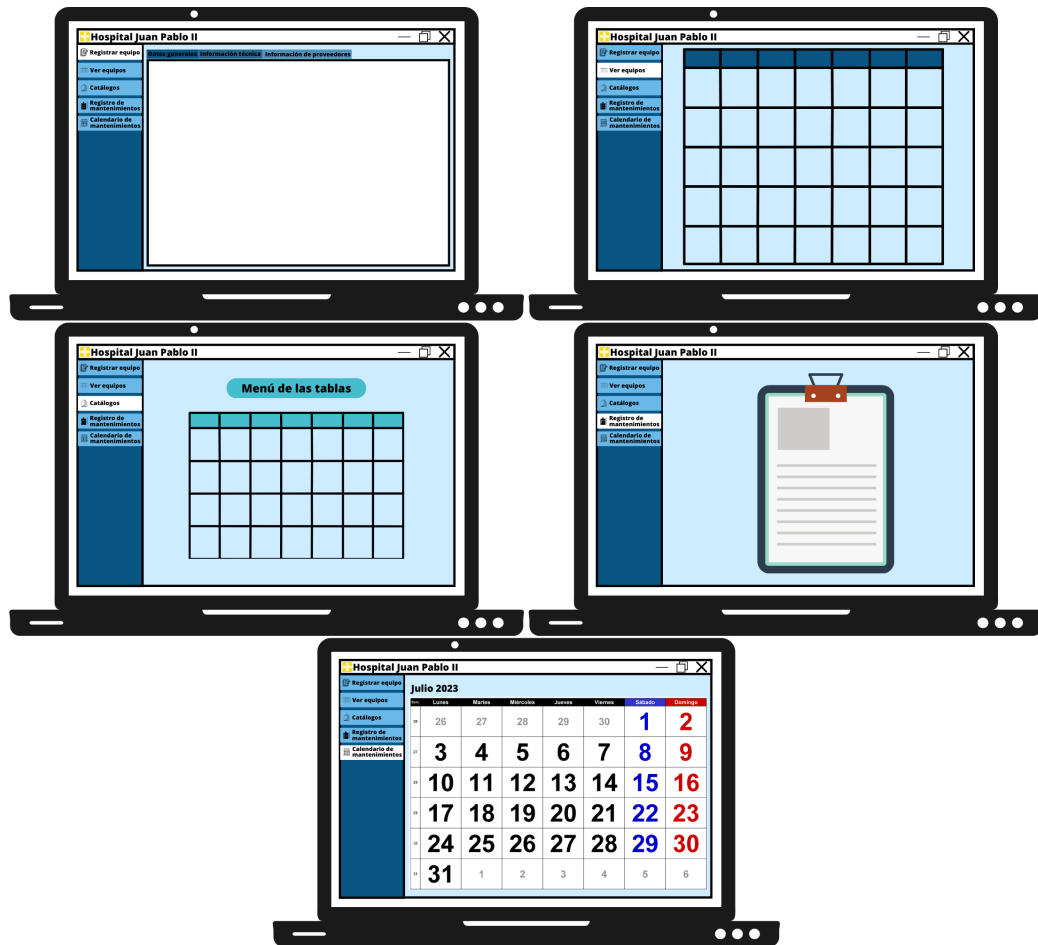 Hospital Juan Pablo II
Registrar equipo
Ver equipos
Catálogos
Registro de
mantenimientos
Calendario de
mantenimientos
Datos generales Información técnica Información de proveedores
Hospital Juan Pablo II
Registrar equipo
Ver equipos
Catálogos
Registro de
mantenimientos
Calendario de
mantenimientos
Hospital Juan Pablo II
Registrar equipo
Ver equipos
Catálogos
Registro de
mantenimientos
Calendario de
mantenimientos
Menú de las tablas
Hospital Juan Pablo II
Registrar equipo
Ver equipos
Catálogos
Registro de
mantenimientos
Calendario de
mantenimientos
Hospital Juan Pablo II
Registrar equipo
Ver equipos
Catálogos
Registro de
mantenimientos
Calendario de
mantenimientos
Julio 2023
Lunes Martes Miércoles Jueves Viernes Sábado Domingo
26 27 28 29 30 1 2
3 4 5 6 7 8 9
10 11 12 13 14 15 16
17 18 19 20 21 22 23
24 25 26 27 28 29 30
31 1 2 3 4 5 6